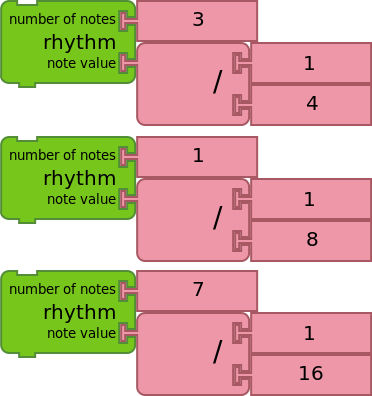 number of notes 3
rhythm
note value / 1
4
number of notes 1
rhythm
note value / 1
8
number of notes 7
rhythm
note value / 1
16